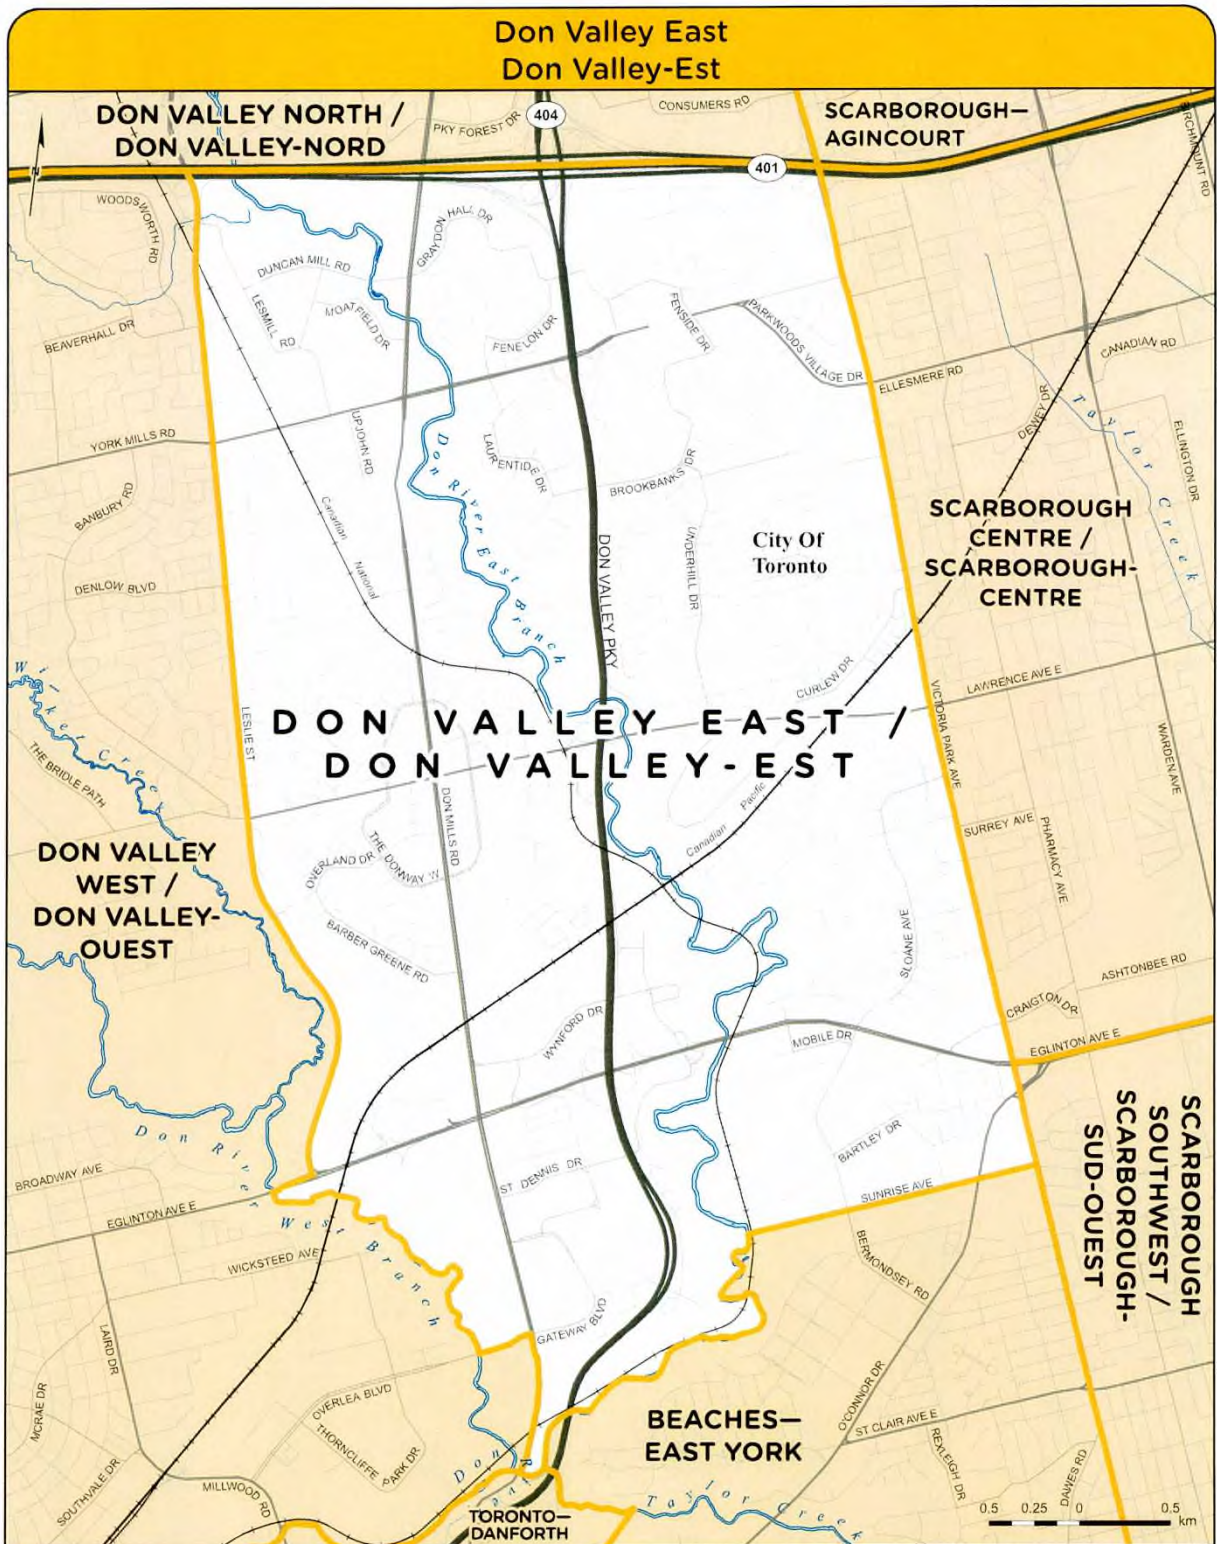 Don Valley East
Don Valley-Est
DON VALLEY NORTH /
DON VALLEY-NORD
PKY FOREST DR
404
CONSUMERS RD
SCARBOROUGH—
AGINCOURT
BIRCHMOUNT RD
401
N
WOODSWORTH RD
GRAYDON HALL DR
DUNCAN MILL RD
LESMILL RD
MOATFIELD DR
FENELON DR
FENSIDE DR
PARKWOODS VILLAGE DR
BEAVERHALL DR
ELLESMERE RD
CANADIAN RD
DEWEY DR
Taylor Creek
ELLINGTON DR
YORK MILLS RD
UPJOHN RD
LAURENTIDE DR
Don River East Branch
BROOKBANKS DR
BANBURY RD
Canadian National
DON VALLEY PKY
UNDERHILL DR
City Of
Toronto
SCARBOROUGH
CENTRE /
SCARBOROUGH-
CENTRE
DENLOW BLVD
Wilket Creek
CURLEW DR
LAWRENCE AVE E
VICTORIA PARK AVE
WARDEN AVE
LESLIE ST
DON VALLEY EAST /
DON VALLEY-EST
THE BRIDLE PATH
DON MILLS RD
Canadian Pacific
SURREY AVE
PHARMACY AVE
DON VALLEY
WEST /
DON VALLEY-
OUEST
OVERLAND DR
THE DONWAY W
BARBER GREENE RD
SLOANE AVE
ASHTONBEE RD
CRAIGTON DR
WYNFORD DR
MOBILE DR
EGLINTON AVE E
SCARBOROUGH
SOUTHWEST /
SCARBOROUGH-
SUD-OUEST
Don River West Branch
BARTLEY DR
BROADWAY AVE
ST DENNIS DR
SUNRISE AVE
EGLINTON AVE E
WICKSTEED AVE
BERMONDSEY RD
GATEWAY BLVD
LAIRD DR
MCRAE DR
OVERLEA BLVD
THORNCLIFFE PARK DR
BEACHES—
EAST YORK
O'CONNOR DR
ST CLAIR AVE E
REXLEIGH DR
DAWES RD
SOUTHVALE DR
MILLWOOD RD
Don
TORONTO—
DANFORTH
Taylor Creek
0.5 0.25 0 0.5
km